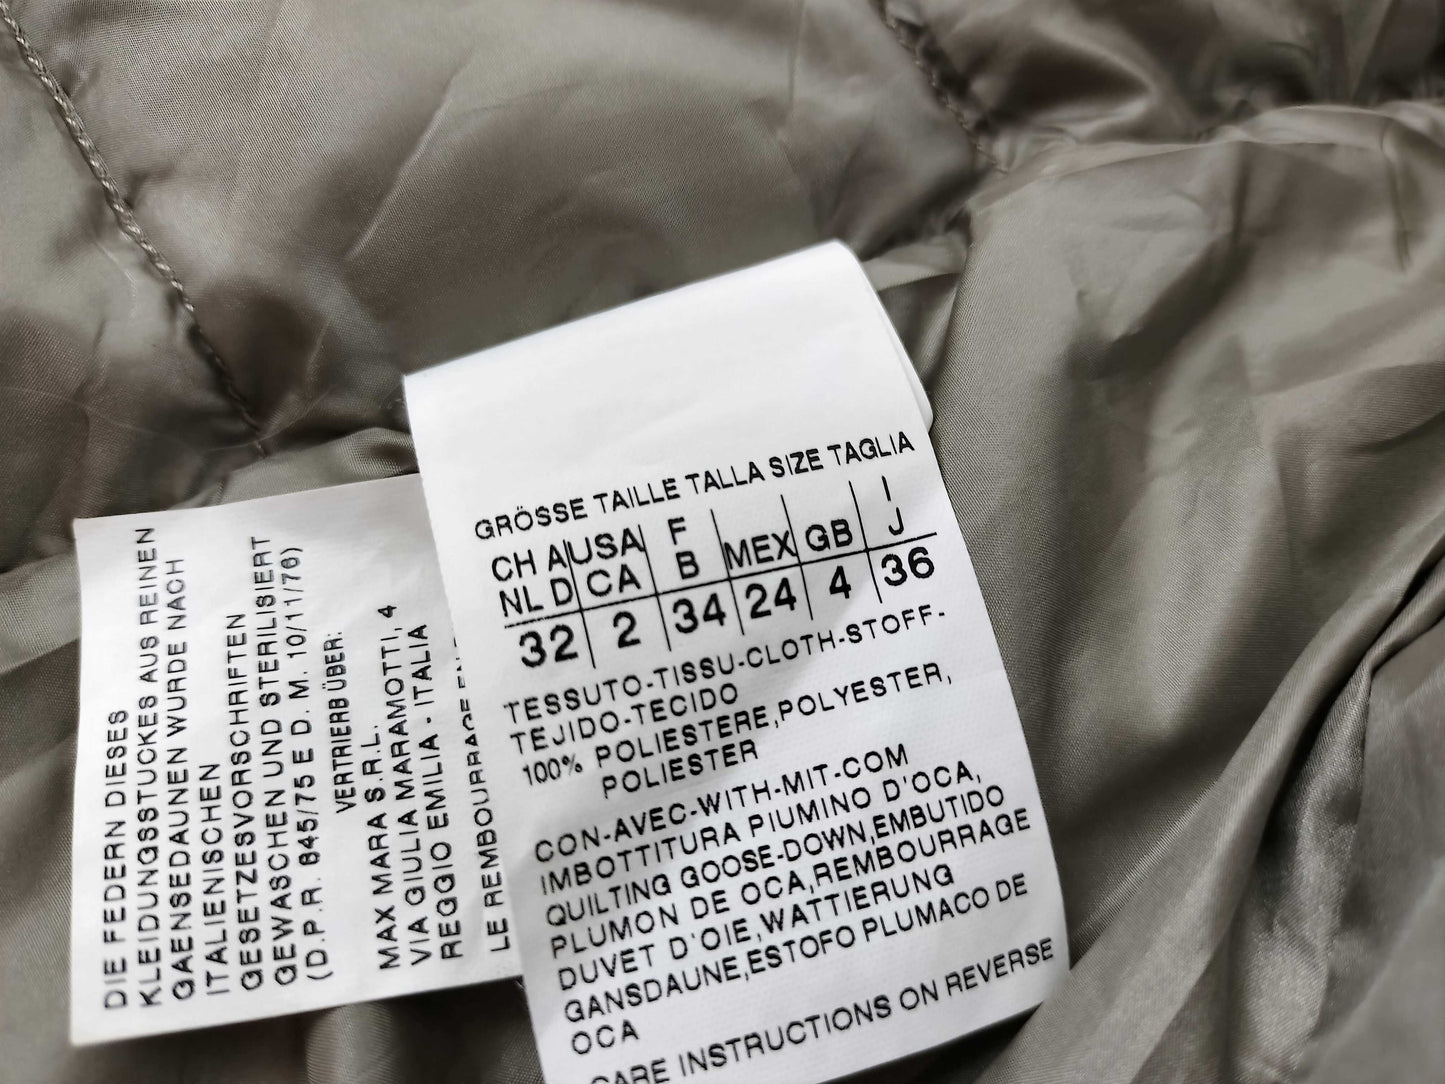 DIE FEDERN DIESES
KLEIDUNGSSTUCKES AUS REINEN
GAENSEDAUNEN WURDE NACH
ITALIENISCHEN
GESETZESVORSCHRIFTEN
GEWASCHEN UND STERILISIERT
(D.P.R. 845/75 E D. M. 10/11/76)
VERTRIERB ÜBER:
MAX MARA S.R.L.
VIA GIULIA MARAMOTTI, 4
REGGIO EMILIA - ITALIA
LE REMBOURRAGE EN
GRÖSSE TAILLE TALLA SIZE TAGLIA
CH A USA F MEX GB I
NL D CA B J
32 2 34 24 4 36
TESSUTO-TISSU-CLOTH-STOFF-
TEJIDO-TECIDO
100% POLIESTERE,POLYESTER,
POLIESTER
CON-AVEC-WITH-MIT-COM
IMBOTTITURA PIUMINO D'OCA,
QUILTING GOOSE-DOWN,EMBUTIDO
PLUMON DE OCA,REMBOURRAGE
DUVET D'OIE,WATTIERUNG
GANSDAUNE,ESTOFO PLUMACO DE
OCA
CARE INSTRUCTIONS ON REVERSE